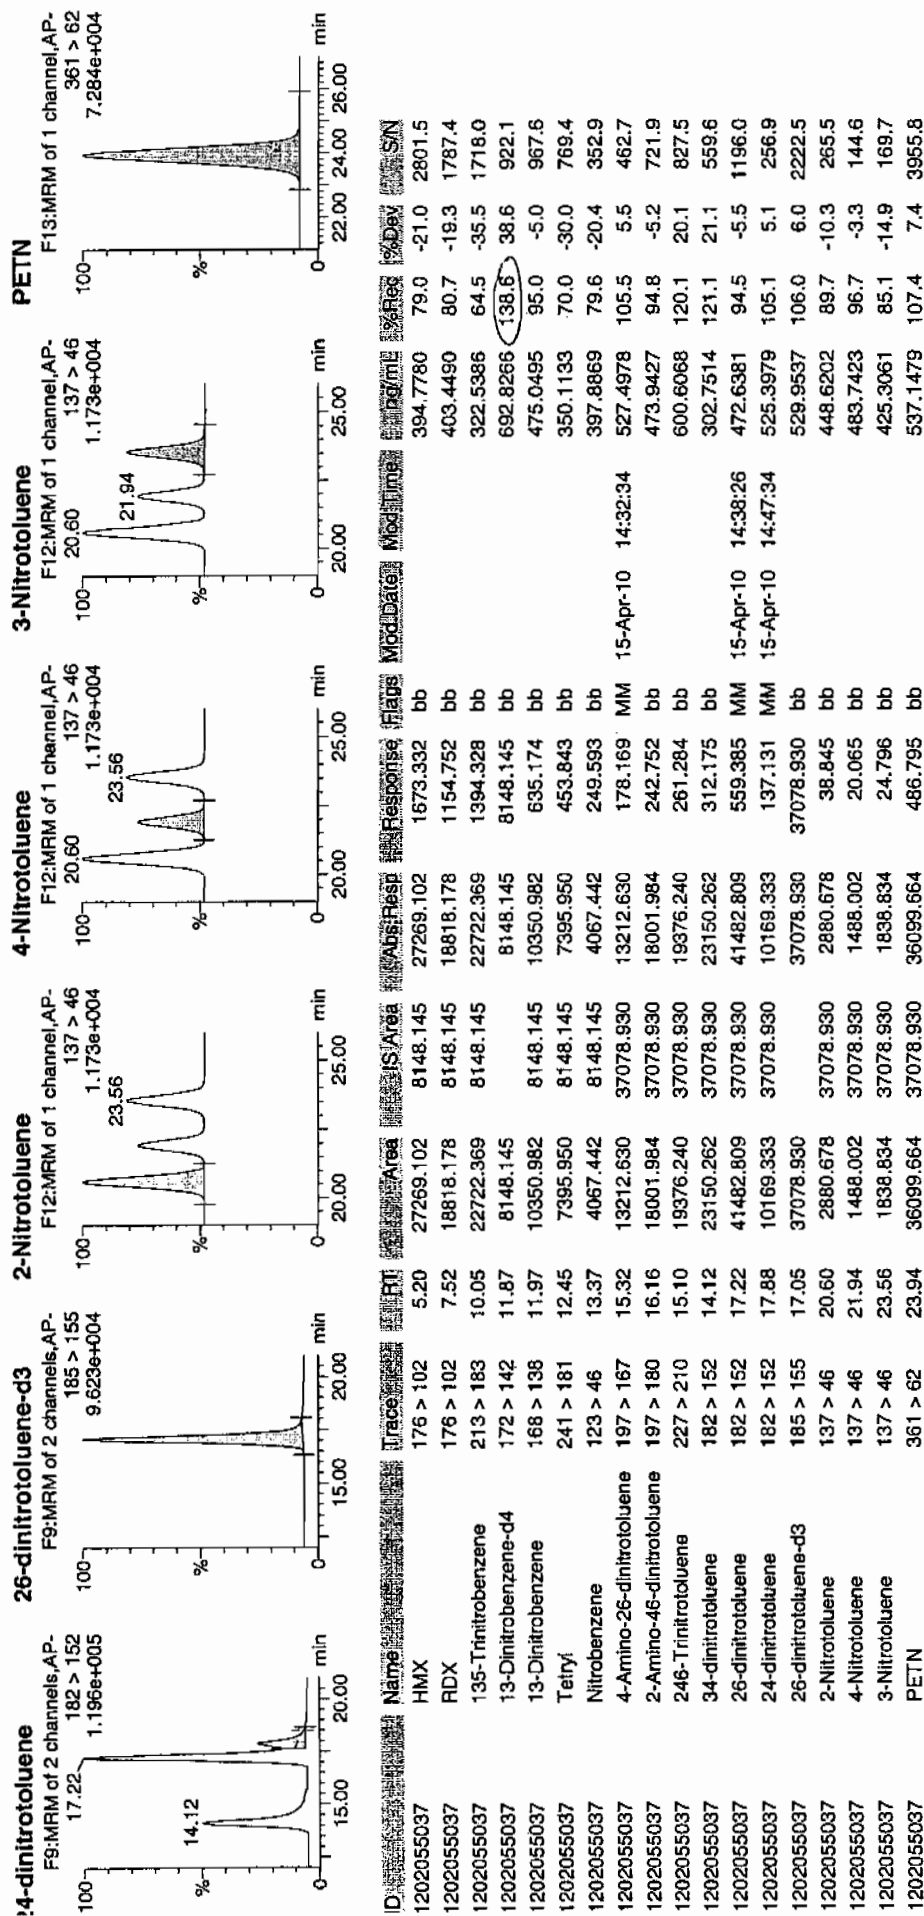 24-dinitrotoluene
F9:MRM of 2 channels,AP-
182 > 152
1.196e+005
17.22
14.12
100
%
0
15.00
20.00
min
26-dinitrotoluene-d3
F9:MRM of 2 channels,AP-
185 > 155
9.623e+004
100
%
0
15.00
20.00
min
2-Nitrotoluene
F12:MRM of 1 channel,AP-
137 > 46
1.173e+004
23.56
100
%
0
20.00
25.00
min
4-Nitrotoluene
F12:MRM of 1 channel,AP-
137 > 46
1.173e+004
20.60
23.56
100
%
0
20.00
25.00
min
3-Nitrotoluene
F12:MRM of 1 channel,AP-
137 > 46
1.173e+004
20.60
21.94
100
%
0
20.00
25.00
min
PETN
F13:MRM of 1 channel,AP-
361 > 62
7.284e+004
100
%
0
22.00
24.00
26.00
min
ID Name Trace RT Area IS Area Abs.Resp Response Flags Mod.Date Mod.Time ng/mL %Rec %Dev S/N
1202055037 HMX 176 > 102 5.20 27269.102 8148.145 27269.102 1673.332 bb 394.7780 79.0 -21.0 2801.5
1202055037 RDX 176 > 102 7.52 18818.178 8148.145 18818.178 1154.752 bb 403.4490 80.7 -19.3 1787.4
1202055037 135-Trinitrobenzene 213 > 183 10.05 22722.369 8148.145 22722.369 1394.328 bb 322.5386 64.5 -35.5 1718.0
1202055037 13-Dinitrobenzene-d4 172 > 142 11.87 8148.145 8148.145 8148.145 bb 692.8266 138.6 38.6 922.1
1202055037 13-Dinitrobenzene 168 > 138 11.97 10350.982 8148.145 10350.982 635.174 bb 475.0495 95.0 -5.0 967.6
1202055037 Tetryl 241 > 181 12.45 7395.950 8148.145 7395.950 453.843 bb 350.1133 70.0 -30.0 769.4
1202055037 Nitrobenzene 123 > 46 13.37 4067.442 8148.145 4067.442 249.593 bb 397.8869 79.6 -20.4 352.9
1202055037 4-Amino-26-dinitrotoluene 197 > 167 15.32 13212.630 37078.930 13212.630 178.169 MM 15-Apr-10 14:32:34 527.4978 105.5 5.5 462.7
1202055037 2-Amino-46-dinitrotoluene 197 > 180 16.16 18001.984 37078.930 18001.984 242.752 bb 473.9427 94.8 -5.2 721.9
1202055037 246-Trinitrotoluene 227 > 210 15.10 19376.240 37078.930 19376.240 261.284 bb 600.6068 120.1 20.1 827.5
1202055037 34-dinitrotoluene 182 > 152 14.12 23150.262 37078.930 23150.262 312.175 bb 302.7514 121.1 21.1 559.6
1202055037 26-dinitrotoluene 182 > 152 17.22 41482.809 37078.930 41482.809 559.385 MM 15-Apr-10 14:38:26 472.6381 94.5 -5.5 1196.0
1202055037 24-dinitrotoluene 182 > 152 17.88 10169.333 37078.930 10169.333 137.131 MM 15-Apr-10 14:47:34 525.3979 105.1 5.1 256.9
1202055037 26-dinitrotoluene-d3 185 > 155 17.05 37078.930 37078.930 37078.930 bb 529.9537 106.0 6.0 2222.5
1202055037 2-Nitrotoluene 137 > 46 20.60 2880.678 37078.930 2880.678 38.845 bb 448.6202 89.7 -10.3 265.5
1202055037 4-Nitrotoluene 137 > 46 21.94 1488.002 37078.930 1488.002 20.065 bb 483.7423 96.7 -3.3 144.6
1202055037 3-Nitrotoluene 137 > 46 23.56 1838.834 37078.930 1838.834 24.796 bb 425.3061 85.1 -14.9 169.7
1202055037 PETN 361 > 62 23.94 36099.664 37078.930 36099.664 486.795 bb 537.1479 107.4 7.4 3955.8